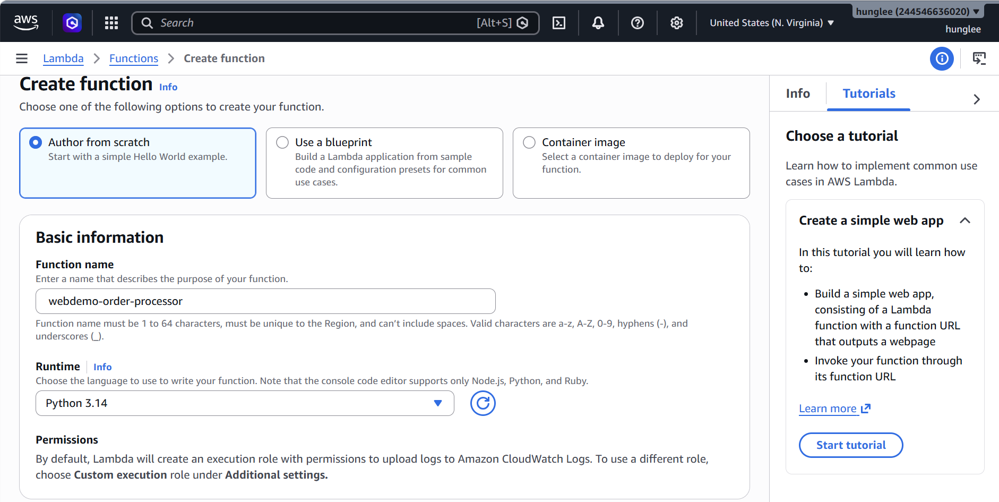 aws
Search
[Alt+S]
United States (N. Virginia)
hunglee (244546636020)
hunglee
Lambda
Functions
Create function
Create function
Info
Choose one of the following options to create your function.
Author from scratch
Start with a simple Hello World example.
Use a blueprint
Build a Lambda application from sample
code and configuration presets for common
use cases.
Container image
Select a container image to deploy for your
function.
Basic information
Function name
Enter a name that describes the purpose of your function.
webdemo-order-processor
Function name must be 1 to 64 characters, must be unique to the Region, and can’t include spaces. Valid characters are a-z, A-Z, 0-9, hyphens (-), and
underscores (_).
Runtime
Info
Choose the language to use to write your function. Note that the console code editor supports only Node.js, Python, and Ruby.
Python 3.14
Permissions
By default, Lambda will create an execution role with permissions to upload logs to Amazon CloudWatch Logs. To use a different role,
choose Custom execution role under Additional settings.
Info
Tutorials
Choose a tutorial
Learn how to implement common use
cases in AWS Lambda.
Create a simple web app
In this tutorial you will learn how
to:
• Build a simple web app,
consisting of a Lambda
function with a function URL
that outputs a webpage
• Invoke your function through
its function URL
Learn more
Start tutorial